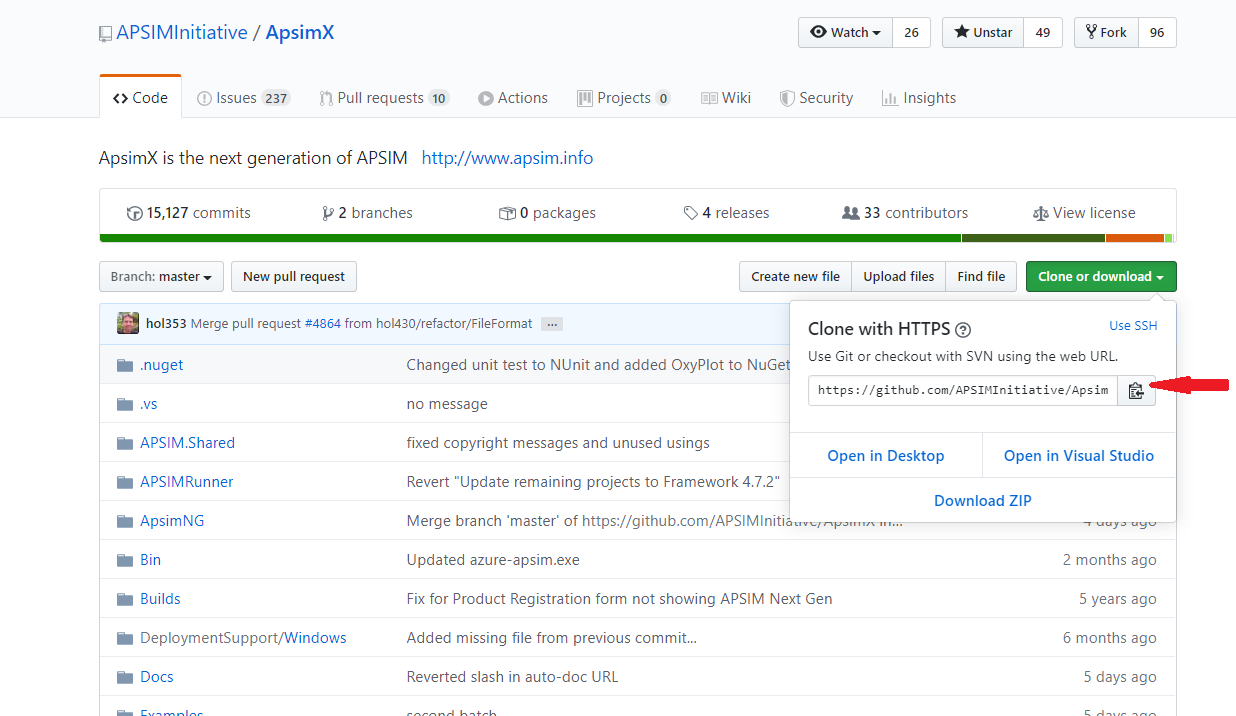 APSIMInitiative / ApsimX
Watch 26 Unstar 49 Fork 96
Code Issues 237 Pull requests 10 Actions Projects 0 Wiki Security Insights
ApsimX is the next generation of APSIM http://www.apsim.info
15,127 commits 2 branches 0 packages 4 releases 33 contributors View license
Branch: master New pull request Create new file Upload files Find file Clone or download
hol353 Merge pull request #4864 from hol430/refactor/FileFormat ...
Clone with HTTPS Use SSH
Use Git or checkout with SVN using the web URL.
https://github.com/APSIMInitiative/Apsim
Open in Desktop Open in Visual Studio
Download ZIP
.nuget Changed unit test to NUnit and added OxyPlot to NuGet
.vs no message
APSIM.Shared fixed copyright messages and unused usings
APSIMRunner Revert "Update remaining projects to Framework 4.7.2"
ApsimNG Merge branch 'master' of https://github.com/APSIMInitiative/ApsimX in... 4 days ago
Bin Updated azure-apsim.exe 2 months ago
Builds Fix for Product Registration form not showing APSIM Next Gen 5 years ago
DeploymentSupport/Windows Added missing file from previous commit... 6 months ago
Docs Reverted slash in auto-doc URL 5 days ago
Examples second batch 5 days ago